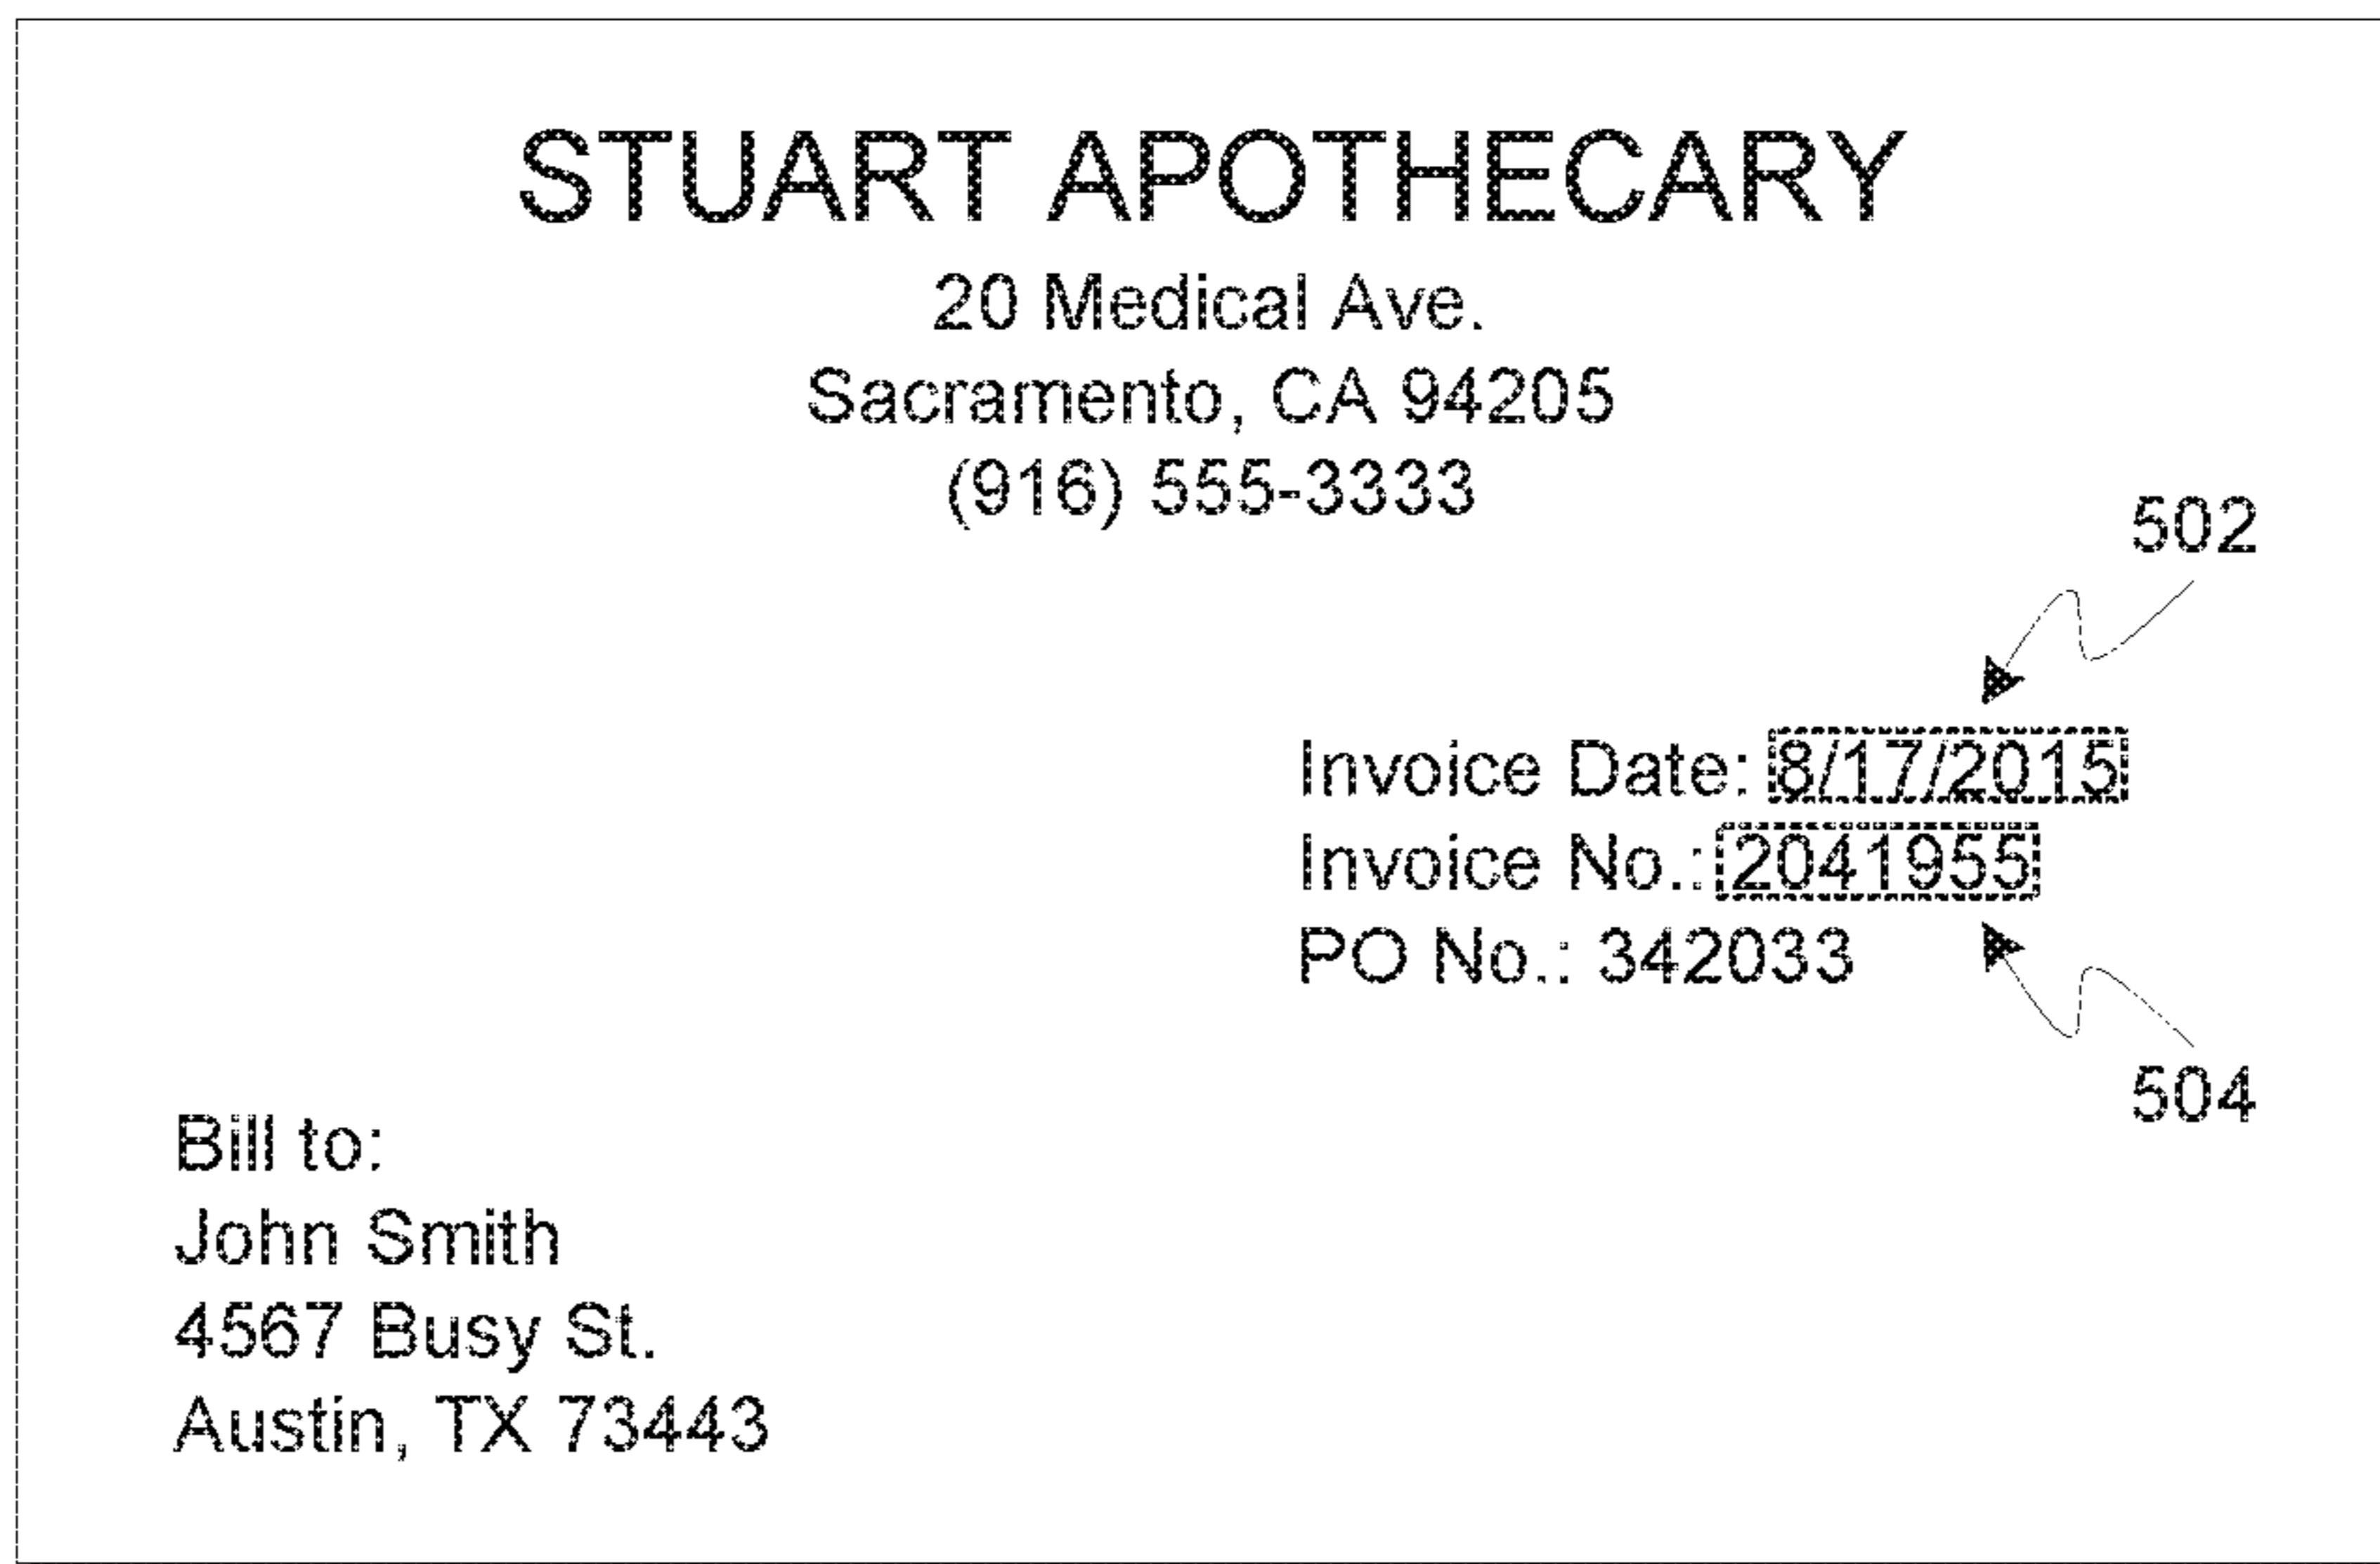 STUART APOTHECARY
20 Medical Ave.
Sacramento, CA 94205
(916) 555-3333
502
Invoice Date: 8/17/2015
Invoice No.: 2041955
PO No.: 342033
504
Bill to:
John Smith
4567 Busy St.
Austin, TX 73443